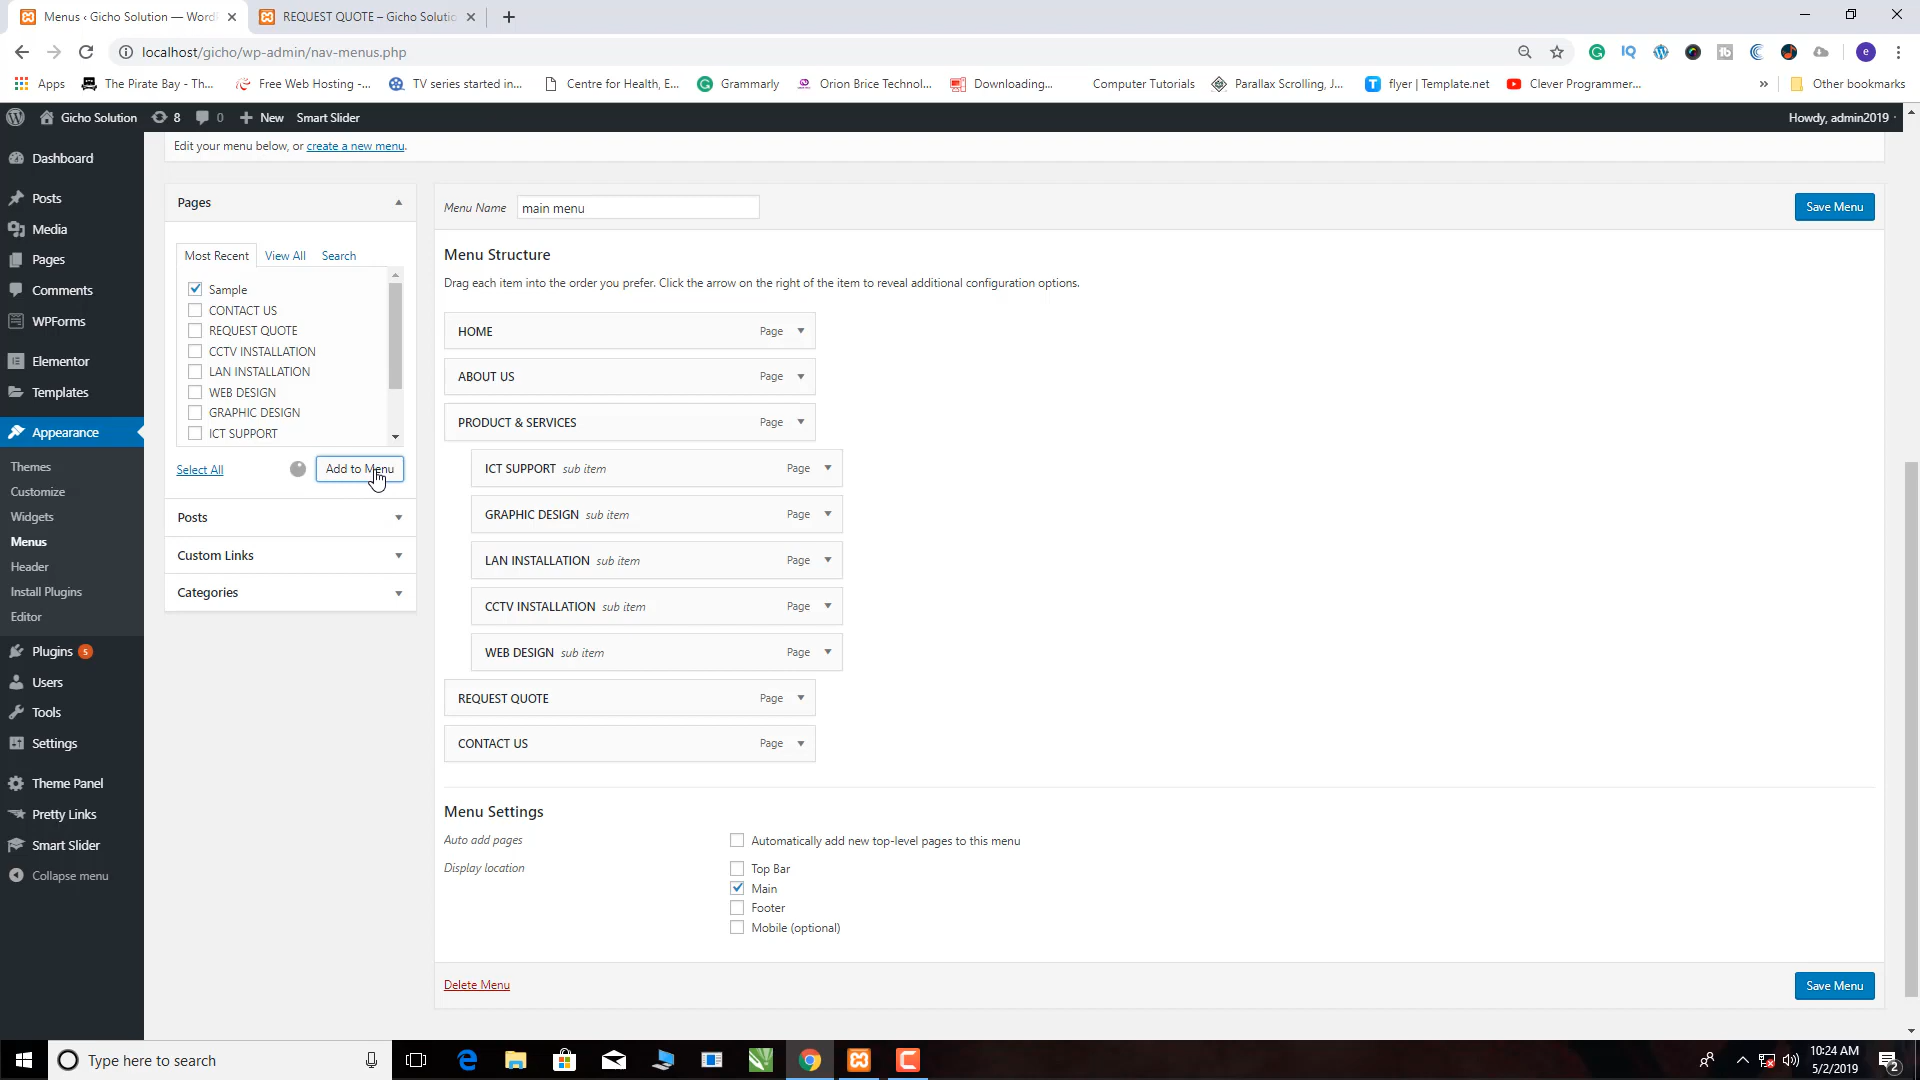 Menus ‹ Gicho Solution — Word
REQUEST QUOTE – Gicho Solutio
localhost/gicho/wp-admin/nav-menus.php
Apps
The Pirate Bay - Th...
Free Web Hosting -...
TV series started in...
Centre for Health, E...
Grammarly
Orion Brice Technol...
Downloading...
Computer Tutorials
Parallax Scrolling, J...
flyer | Template.net
Clever Programmer...
»
Other bookmarks
Gicho Solution
8
0
New
Smart Slider
Howdy, admin2019
Dashboard
Posts
Media
Pages
Comments
WPForms
Elementor
Templates
Appearance
Themes
Customize
Widgets
Menus
Header
Install Plugins
Editor
Plugins 5
Users
Tools
Settings
Theme Panel
Pretty Links
Smart Slider
Collapse menu
Edit your menu below, or create a new menu.
Pages
Most Recent
View All
Search
Sample
CONTACT US
REQUEST QUOTE
CCTV INSTALLATION
LAN INSTALLATION
WEB DESIGN
GRAPHIC DESIGN
ICT SUPPORT
Select All
Add to Menu
Posts
Custom Links
Categories
Menu Name
main menu
Save Menu
Menu Structure
Drag each item into the order you prefer. Click the arrow on the right of the item to reveal additional configuration options.
HOME Page
ABOUT US Page
PRODUCT & SERVICES Page
ICT SUPPORT sub item Page
GRAPHIC DESIGN sub item Page
LAN INSTALLATION sub item Page
CCTV INSTALLATION sub item Page
WEB DESIGN sub item Page
REQUEST QUOTE Page
CONTACT US Page
Menu Settings
Auto add pages
Automatically add new top-level pages to this menu
Display location
Top Bar
Main
Footer
Mobile (optional)
Delete Menu
Save Menu
Type here to search
10:24 AM
5/2/2019
2